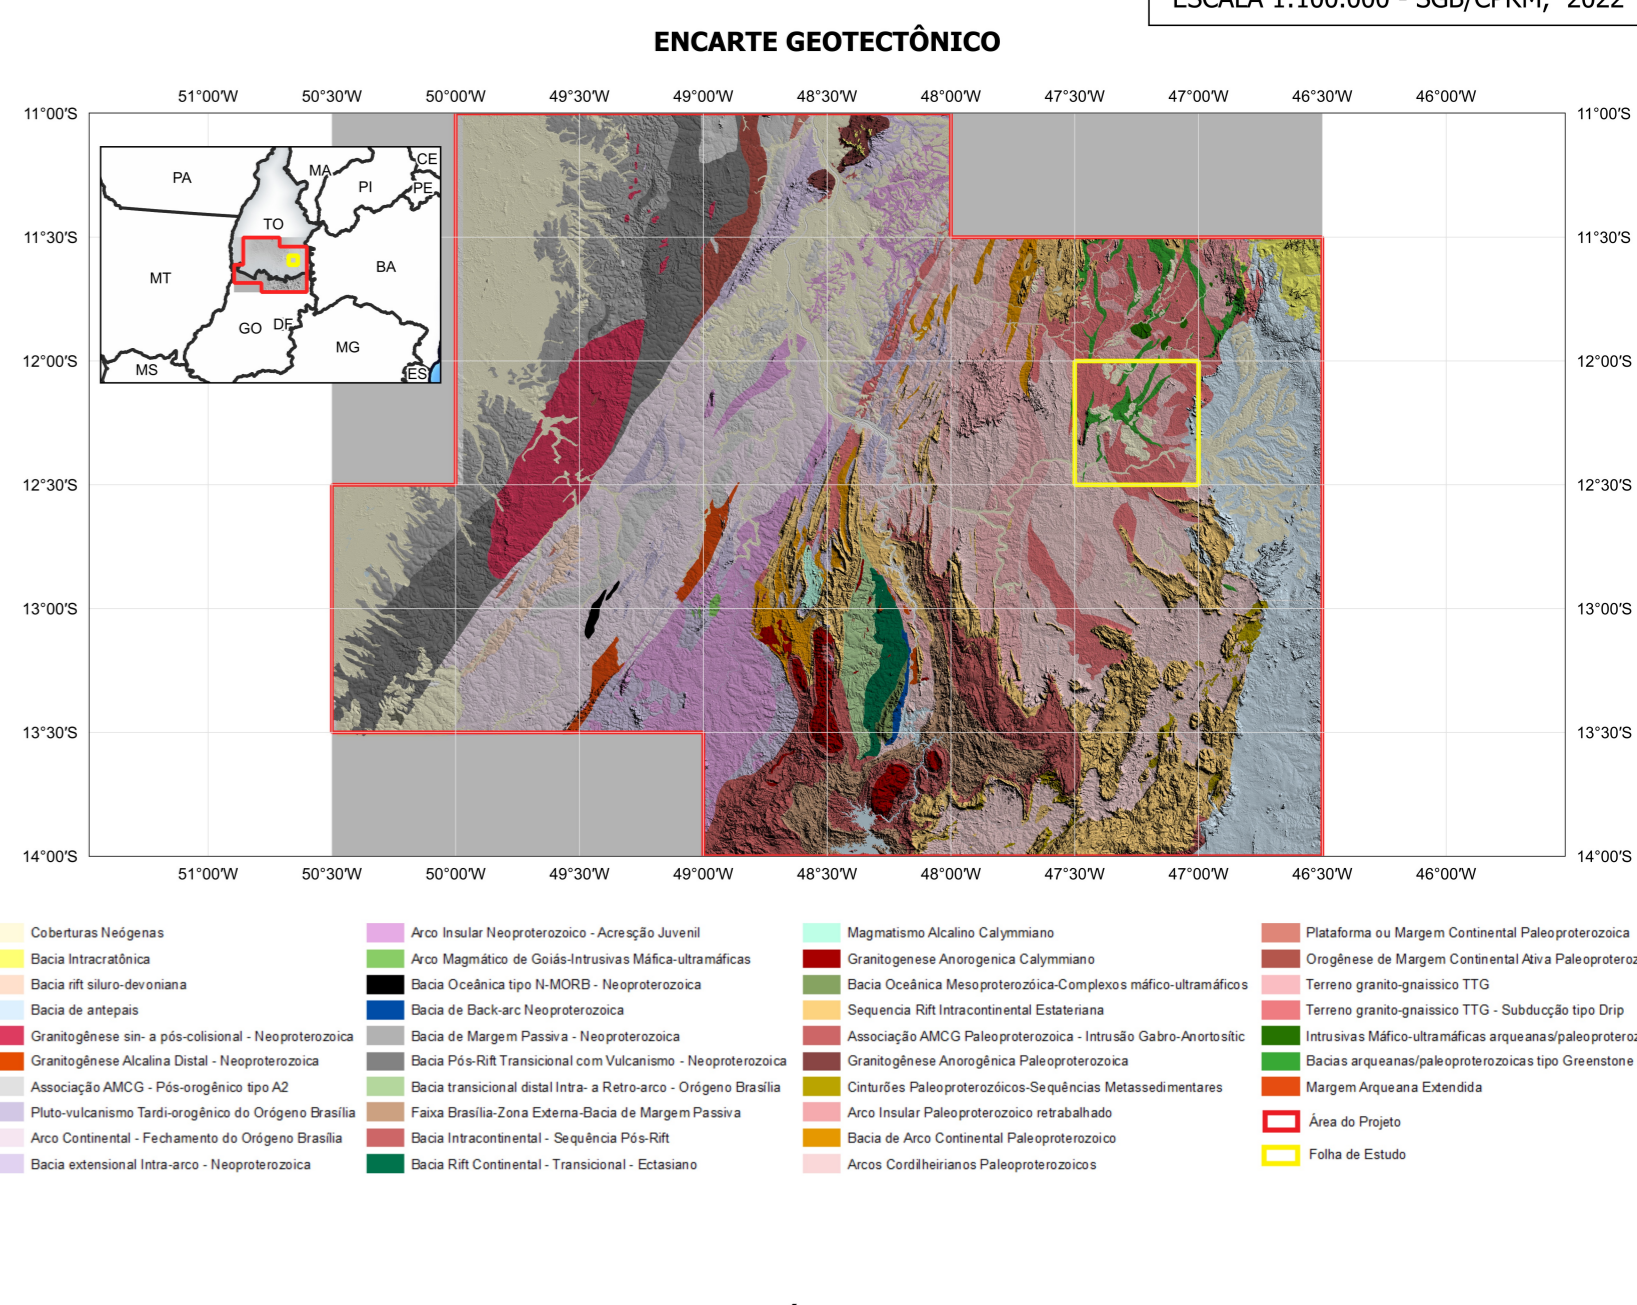 ESCALA 1:100.000 - SGB/CPRM, 2022
ENCARTE GEOTECTÔNICO
51°00'W 50°30'W 50°00'W 49°30'W 49°00'W 48°30'W 48°00'W 47°30'W 47°00'W 46°30'W 46°00'W
11°00'S 11°00'S
11°30'S 11°30'S
12°00'S 12°00'S
12°30'S 12°30'S
13°00'S 13°00'S
13°30'S 13°30'S
14°00'S 14°00'S
PA MA CE
PI PE
TO
MT BA
GO DF
MG
MS ES
51°00'W 50°30'W 50°00'W 49°30'W 49°00'W 48°30'W 48°00'W 47°30'W 47°00'W 46°30'W 46°00'W
Coberturas Neógenas
Bacia Intracratônica
Bacia rift siluro-devoniana
Bacia de antepais
Granitogênese sin- a pós-colisional - Neoproterozoica
Granitogênese Alcalina Distal - Neoproterozoica
Associação AMCG - Pós-orogênico tipo A2
Pluto-vulcanismo Tardi-orogênico do Orógeno Brasília
Arco Continental - Fechamento do Orógeno Brasília
Bacia extensional Intra-arco - Neoproterozoica
Arco Insular Neoproterozoico - Acresção Juvenil
Arco Magmático de Goiás-Intrusivas Máfica-ultramáficas
Bacia Oceânica tipo N-MORB - Neoproterozoica
Bacia de Back-arc Neoproterozoica
Bacia de Margem Passiva - Neoproterozoica
Bacia Pós-Rift Transicional com Vulcanismo - Neoproterozoica
Bacia transicional distal Intra- a Retro-arco - Orógeno Brasília
Faixa Brasília-Zona Externa-Bacia de Margem Passiva
Bacia Intracontinental - Sequência Pós-Rift
Bacia Rift Continental - Transicional - Ectasiano
Magmatismo Alcalino Calymmiano
Granitogenese Anorogenica Calymmiano
Bacia Oceânica Mesoproterozóica-Complexos máfico-ultramáficos
Sequencia Rift Intracontinental Estateriana
Associação AMCG Paleoproterozoica - Intrusão Gabro-Anortosític
Granitogênese Anorogênica Paleoproterozoica
Cinturões Paleoproterozóicos-Sequências Metassedimentares
Arco Insular Paleoproterozoico retrabalhado
Bacia de Arco Continental Paleoproterozoico
Arcos Cordilheirianos Paleoproterozoicos
Plataforma ou Margem Continental Paleoproterozoica
Orogênese de Margem Continental Ativa Paleoproteroz
Terreno granito-gnaissico TTG
Terreno granito-gnaissico TTG - Subducção tipo Drip
Intrusivas Máfico-ultramáficas arqueanas/paleoproteroz
Bacias arqueanas/paleoproterozoicas tipo Greenstone
Margem Arqueana Extendida
Área do Projeto
Folha de Estudo